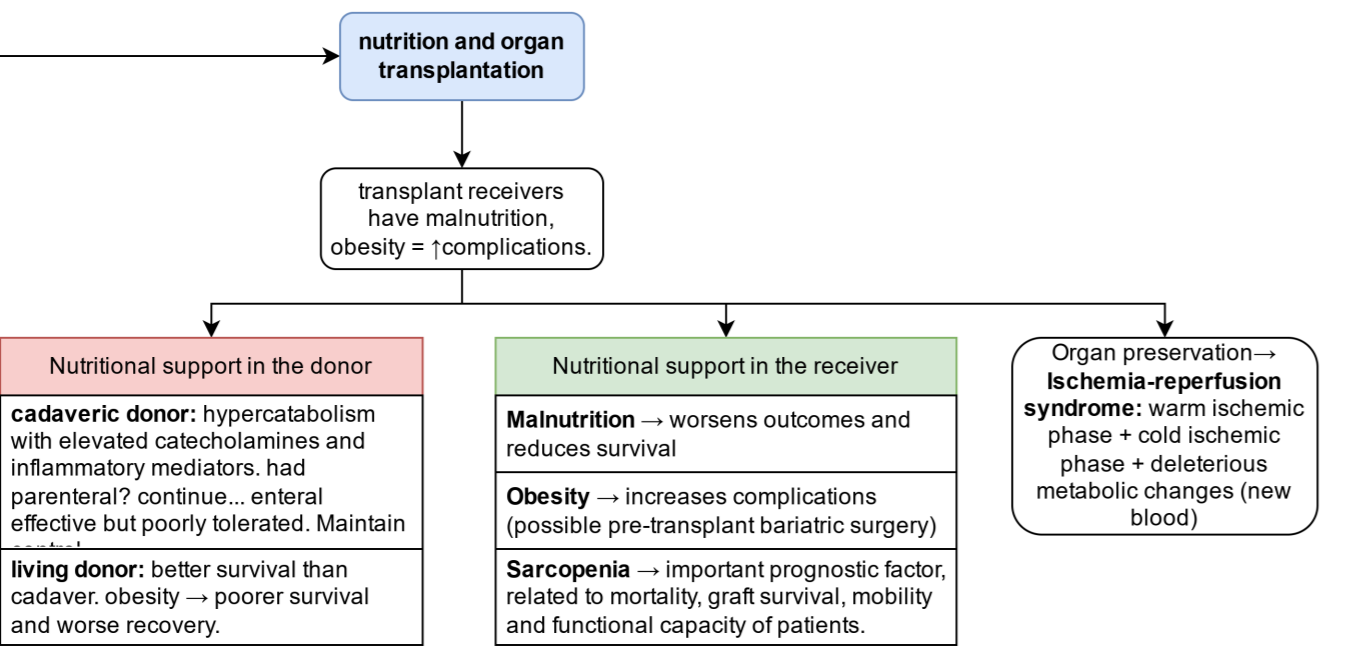 nutrition and organ
transplantation
transplant receivers
have malnutrition,
obesity = ↑complications.
Nutritional support in the donor
cadaveric donor: hypercatabolism
with elevated catecholamines and
inflammatory mediators. had
parenteral? continue... enteral
effective but poorly tolerated. Maintain
living donor: better survival than
cadaver. obesity → poorer survival
and worse recovery.
Nutritional support in the receiver
Malnutrition → worsens outcomes and
reduces survival
Obesity → increases complications
(possible pre-transplant bariatric surgery)
Sarcopenia → important prognostic factor,
related to mortality, graft survival, mobility
and functional capacity of patients.
Organ preservation→
Ischemia-reperfusion
syndrome: warm ischemic
phase + cold ischemic
phase + deleterious
metabolic changes (new
blood)